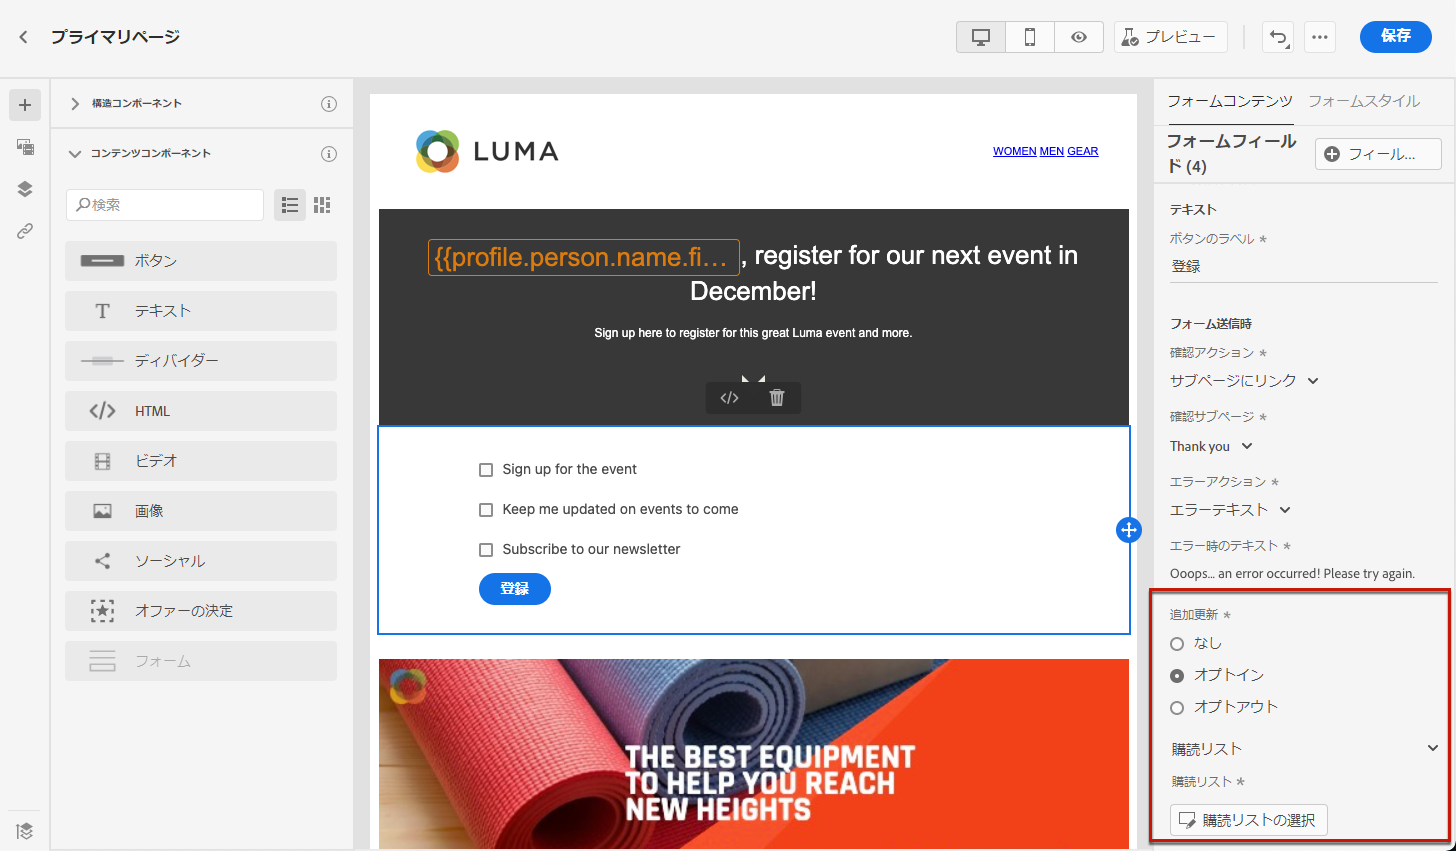 プライマリページ
プレビュー
保存
構造コンポーネント
コンテンツコンポーネント
検索
ボタン
テキスト
ディバイダー
HTML
ビデオ
画像
ソーシャル
オファーの決定
フォーム
LUMA
WOMEN MEN GEAR
{{profile.person.name.fi… , register for our next event in
December!
Sign up here to register for this great Luma event and more.
Sign up for the event
Keep me updated on events to come
Subscribe to our newsletter
登録
THE BEST EQUIPMENT
TO HELP YOU REACH
NEW HEIGHTS
フォームコンテンツ フォームスタイル
フォームフィール
ド (4)
フィール...
テキスト
ボタンのラベル *
登録
フォーム送信時
確認アクション *
サブページにリンク
確認サブページ *
Thank you
エラーアクション *
エラーテキスト
エラー時のテキスト *
Ooops... an error occurred! Please try again.
追加更新 *
なし
オプトイン
オプトアウト
購読リスト
購読リスト *
購読リストの選択